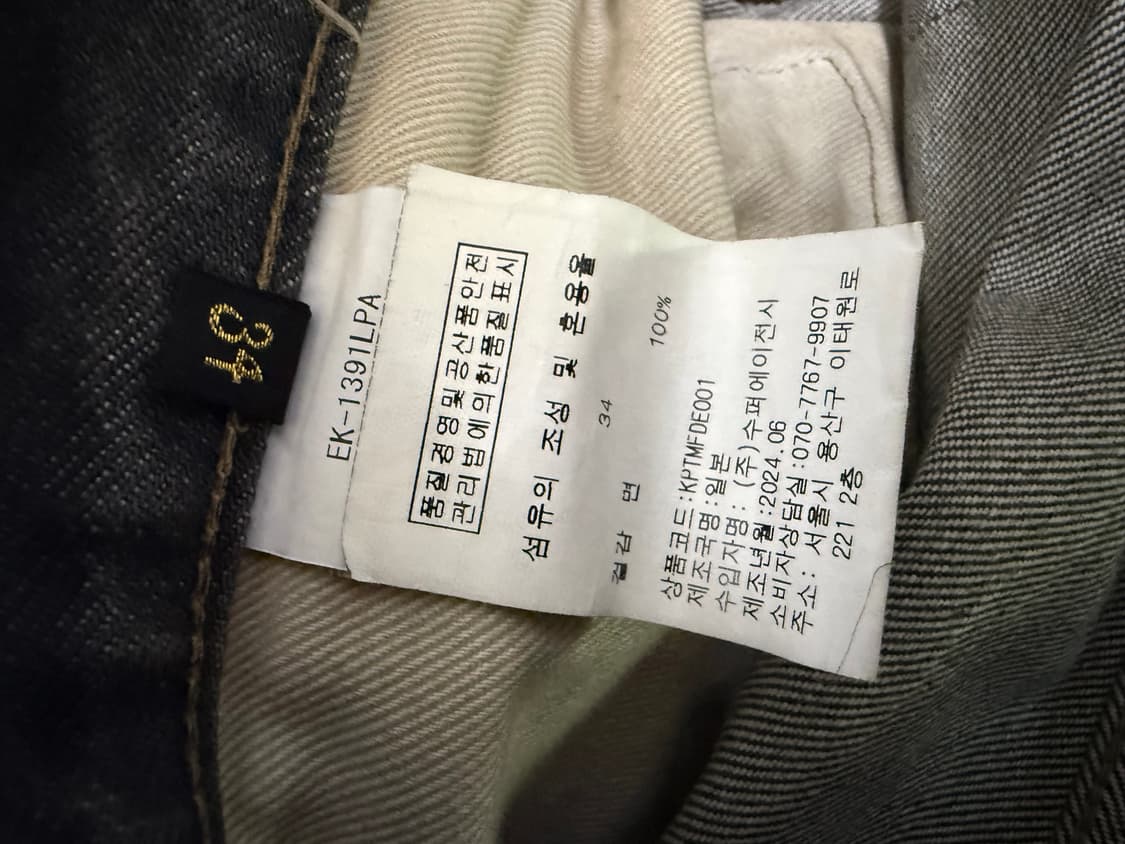 34
EK-1391LPA
품질경영및공산품안전
관리법에의한품질표시
섬유의 조성 및 혼용율
34
겉감 면 100%
상품코드:KPTMFDE001
제조국명:일본
수입자명: (주)수퍼에이전시
제조년월:2024.06
소비자상담실:070-7767-9907
주소: 서울시 용산구 이태원로
221 2층